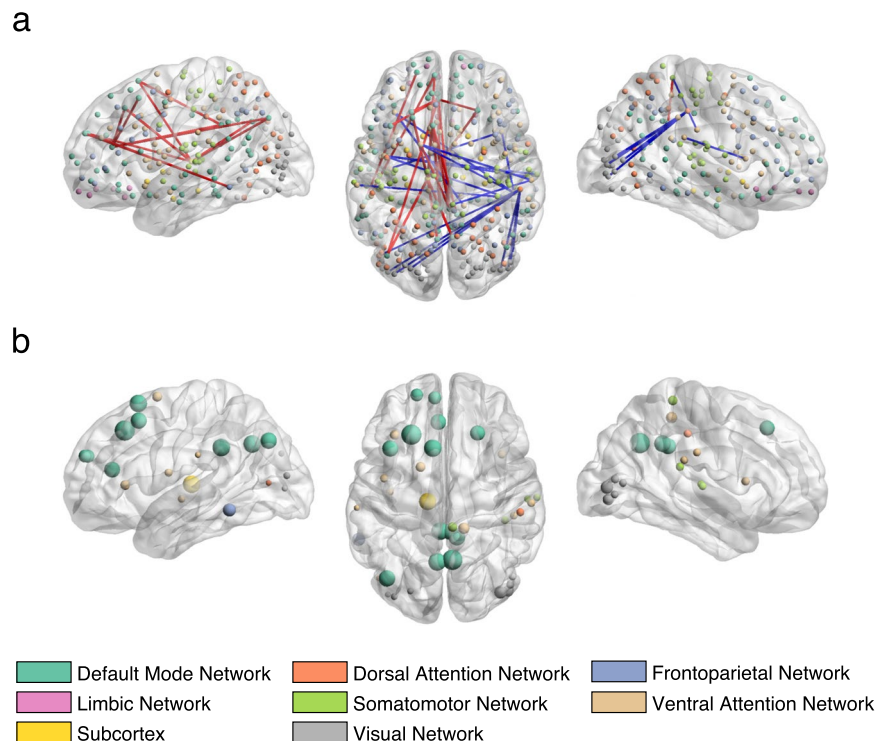 a
b
Default Mode Network
Dorsal Attention Network
Frontoparietal Network
Limbic Network
Somatomotor Network
Ventral Attention Network
Subcortex
Visual Network